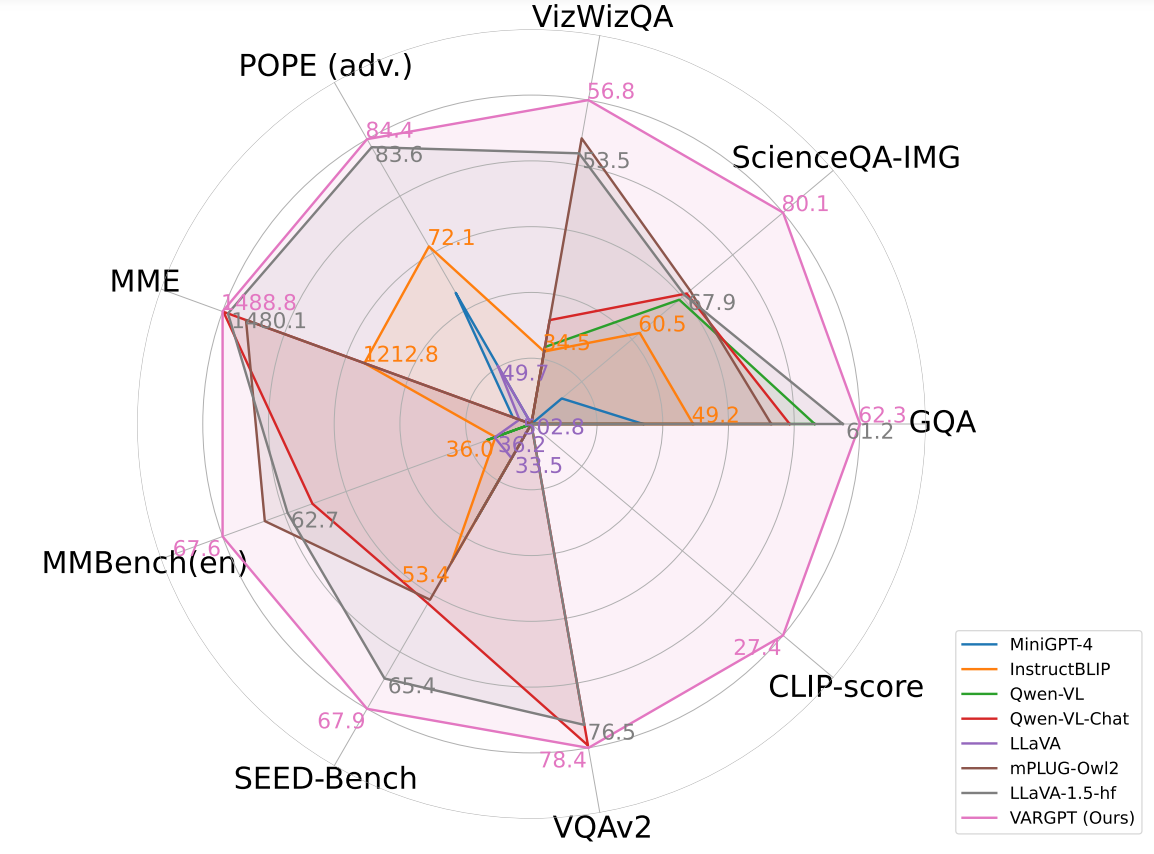 VizWizQA
POPE (adv.)
56.8
84.4
83.6
53.5
ScienceQA-IMG
80.1
72.1
MME
1488.8
1480.1
67.9
60.5
34.5
1212.8
49.7
49.2
62.3
GQA
61.2
02.8
36.0
36.2
33.5
62.7
67.6
MMBench(en)
53.4
65.4
67.9
27.4
CLIP-score
76.5
78.4
SEED-Bench
VQAv2
MiniGPT-4
InstructBLIP
Qwen-VL
Qwen-VL-Chat
LLaVA
mPLUG-Owl2
LLaVA-1.5-hf
VARGPT (Ours)